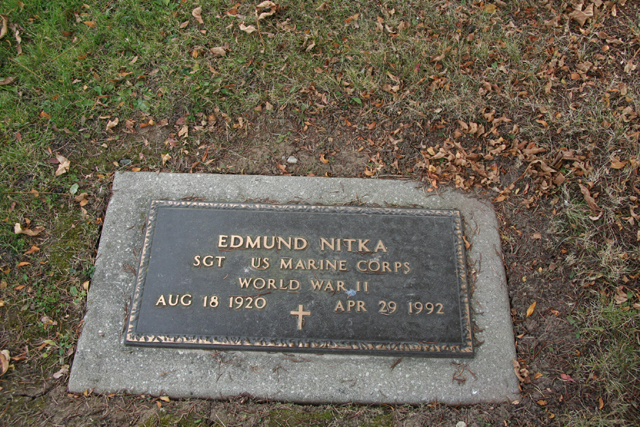 EDMUND NITKA
SGT US MARINE CORPS
WORLD WAR II
AUG 18 1920 APR 29 1992